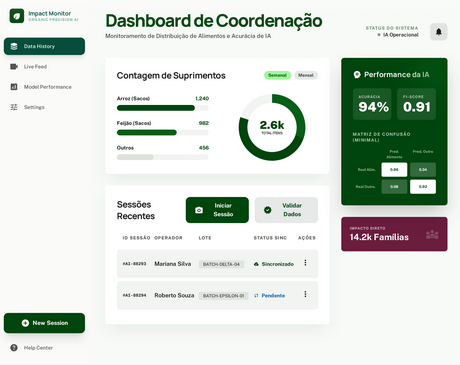 Impact Monitor
ORGANIC PRECISION AI
Data History
Live Feed
Model Performance
Settings
New Session
Help Center
Dashboard de Coordenação
Monitoramento de Distribuição de Alimentos e Acurácia de IA
STATUS DO SISTEMA
IA Operacional
Contagem de Suprimentos
Semanal
Mensal
Arroz (Sacos) 1,240
Feijão (Sacos) 982
Outros 456
2.6k
TOTAL ITENS
Sessões
Recentes
Iniciar
Sessão
Validar
Dados
ID SESSÃO OPERADOR LOTE STATUS SINC AÇÕES
#AI-88293 Mariana Silva BATCH-DELTA-04 Sincronizado
#AI-88294 Roberto Souza BATCH-EPSILON-01 Pendente
Performance da IA
ACURÁCIA
94%
F1-SCORE
0.91
MATRIZ DE CONFUSÃO
(MINIMAL)
Pred.
Alimento
Pred. Outro
Real Alim.
0.96
0.04
Real Outro.
0.08
0.92
IMPACTO DIRETO
14.2k Famílias